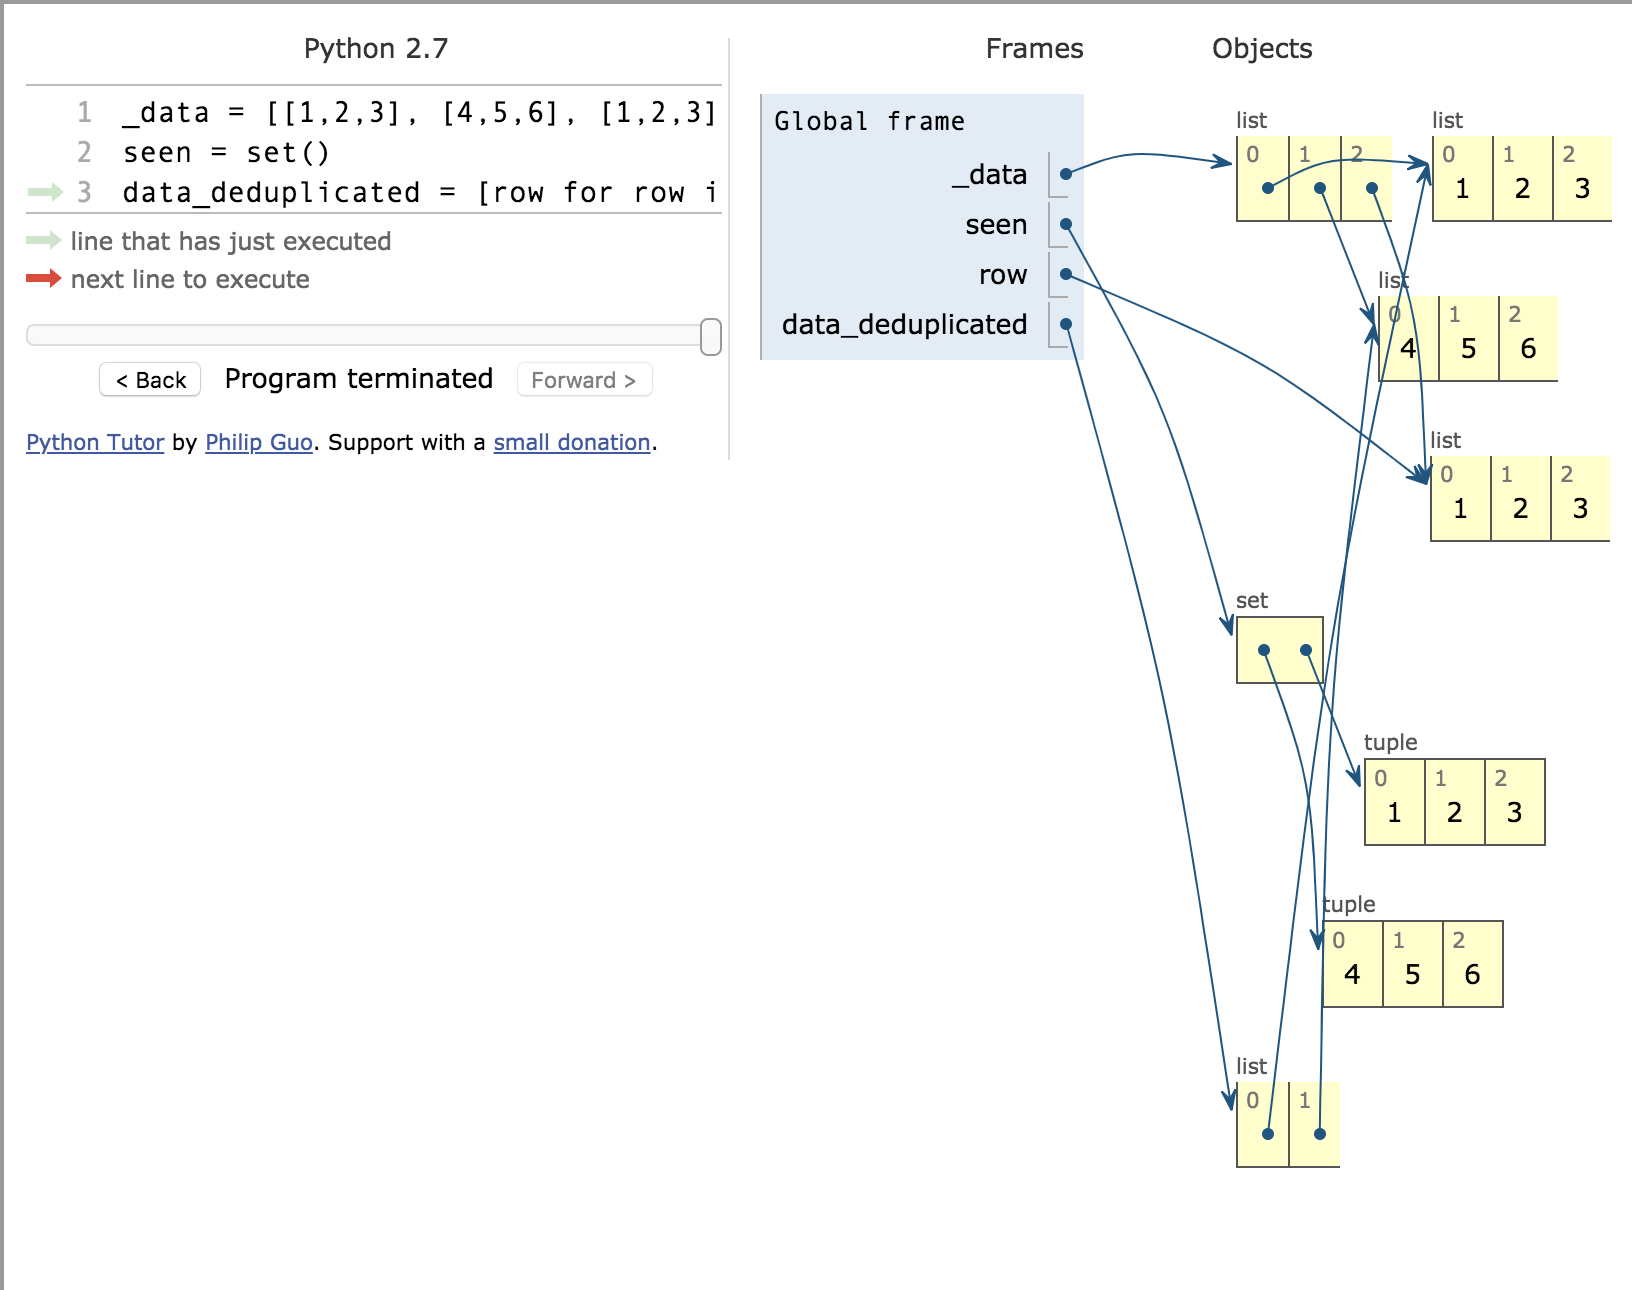 Python 2.7
1 _data = [[1,2,3], [4,5,6], [1,2,3]
2 seen = set()
3 data_deduplicated = [row for row i
line that has just executed
next line to execute
< Back Program terminated Forward >
Python Tutor by Philip Guo. Support with a small donation.
Frames Objects
Global frame
_data
seen
row
data_deduplicated
list
0 1 2
list
0 1 2
1 2 3
list
0 1 2
4 5 6
list
0 1 2
1 2 3
set
tuple
0 1 2
1 2 3
tuple
0 1 2
4 5 6
list
0 1